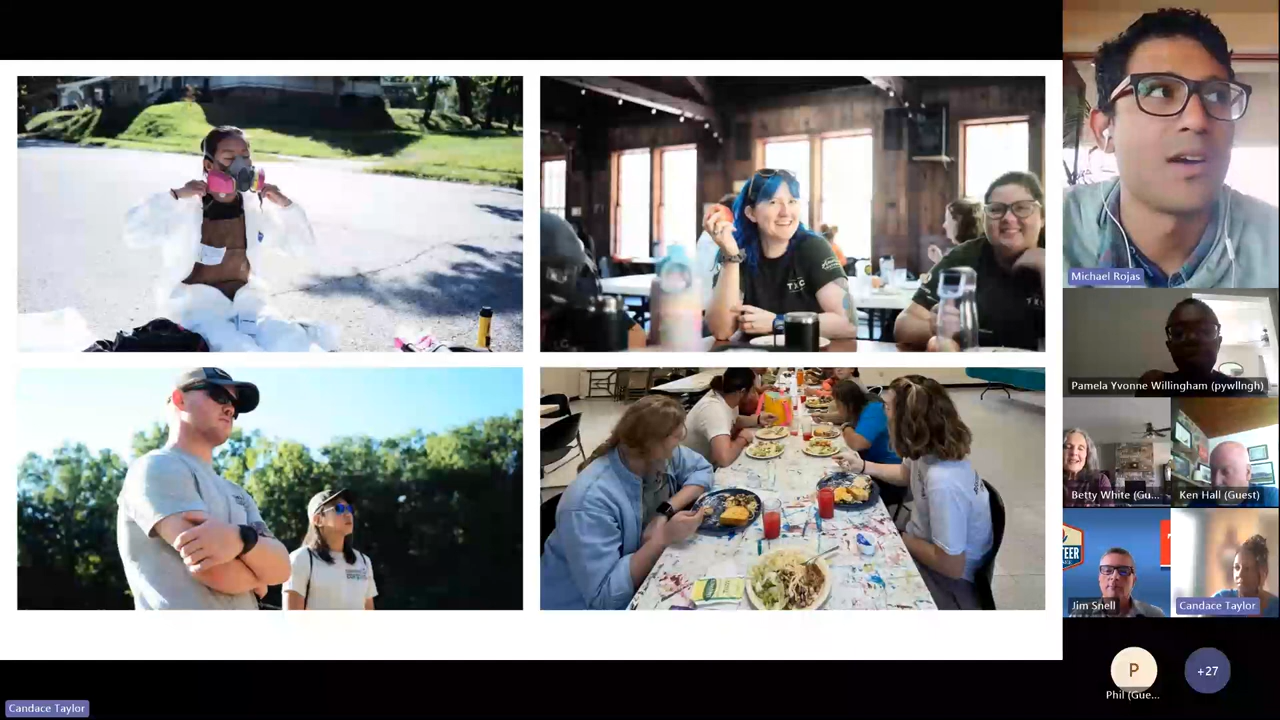 Michael Rojas
Pamela Yvonne Willingham (pywllngh)
Betty White (Gu...
Ken Hall (Guest)
Jim Snell
Candace Taylor
P
+27
Phil (Gue...
Candace Taylor